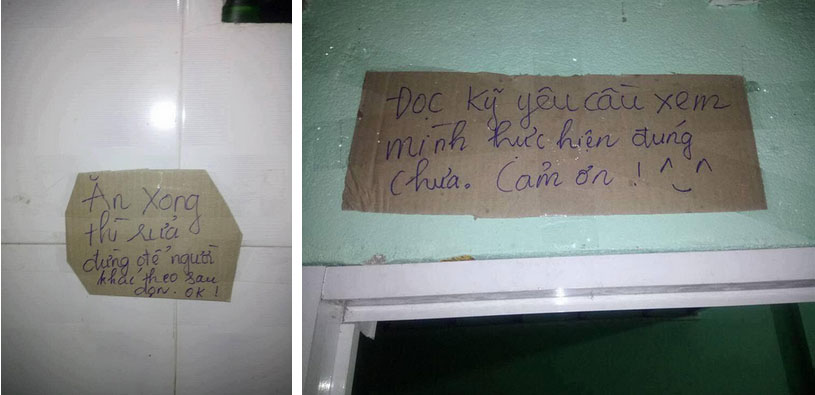 Ăn xong
thì rửa
đừng để người
khác theo sau
dọn. OK!
Đọc kỹ yêu cầu xem
mình thực hiện đúng
chưa. Cảm ơn! ^_^